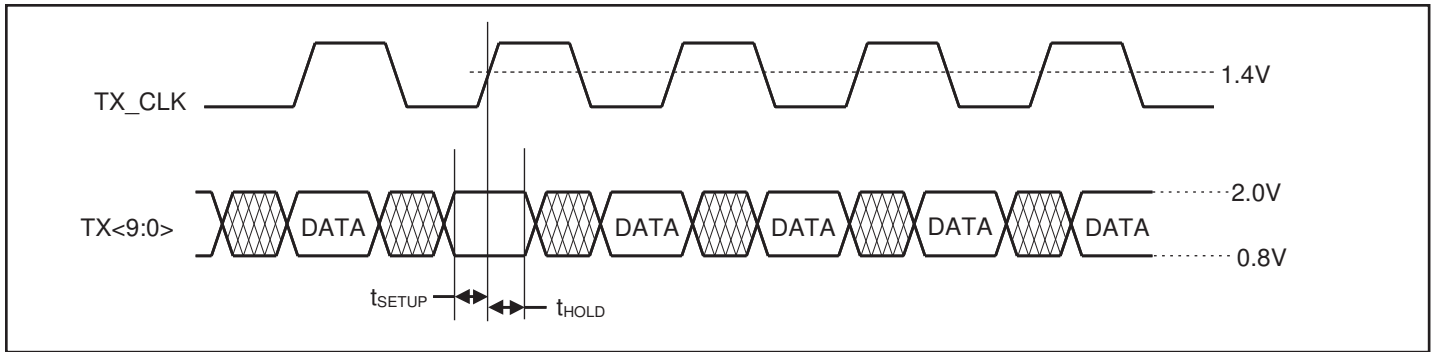 1.4V
TX_CLK
2.0V
TX<9:0> DATA DATA DATA DATA DATA
0.8V
tSETUP tHOLD